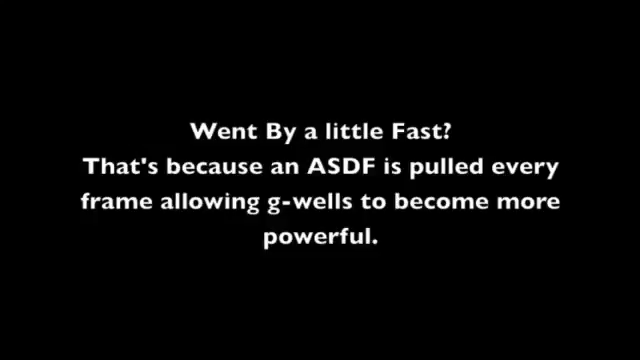 Went By a little Fast?
That's because an ASDF is pulled every
frame allowing g-wells to become more
powerful.